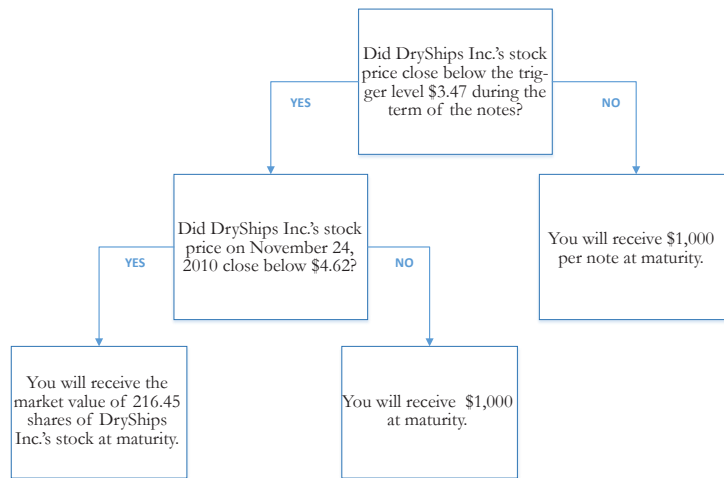 Did DryShips Inc.'s stock
price close below the trig-
ger level $3.47 during the
term of the notes?
YES
NO
Did DryShips Inc.'s stock
price on November 24,
2010 close below $4.62?
You will receive $1,000
per note at maturity.
YES
NO
You will receive the
market value of 216.45
shares of DryShips
Inc.'s stock at maturity.
You will receive $1,000
at maturity.